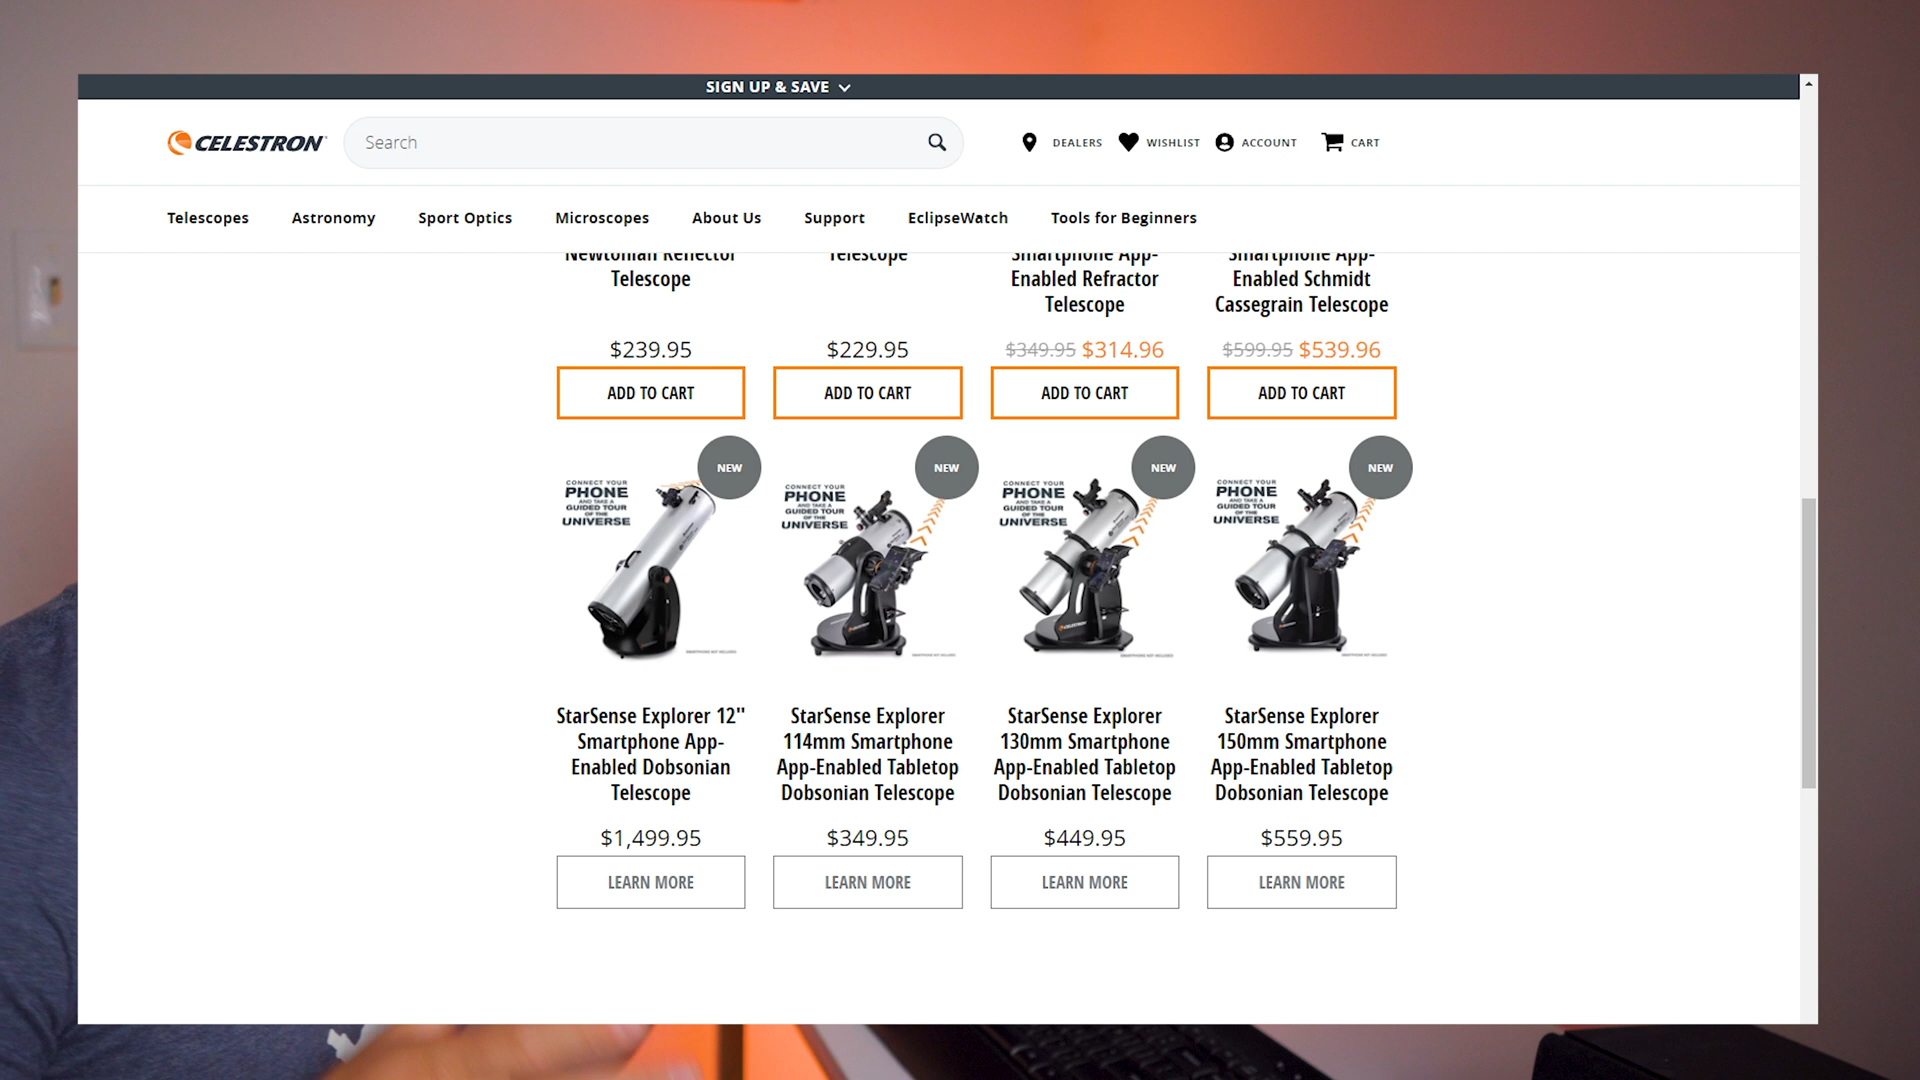 SIGN UP & SAVE
CELESTRON
Search
DEALERS
WISHLIST
ACCOUNT
CART
Telescopes
Astronomy
Sport Optics
Microscopes
About Us
Support
EclipseWatch
Tools for Beginners
Newtonian Reflector
Telescope
Telescope
Smartphone App-
Enabled Refractor
Telescope
Smartphone App-
Enabled Schmidt
Cassegrain Telescope
$239.95
$229.95
$349.95 $314.96
$599.95 $539.96
ADD TO CART
ADD TO CART
ADD TO CART
ADD TO CART
NEW
CONNECT YOUR
PHONE
AND TAKE A
GUIDED TOUR
OF THE
UNIVERSE
NEW
CONNECT YOUR
PHONE
AND TAKE A
GUIDED TOUR
OF THE
UNIVERSE
NEW
CONNECT YOUR
PHONE
AND TAKE A
GUIDED TOUR
OF THE
UNIVERSE
NEW
CONNECT YOUR
PHONE
AND TAKE A
GUIDED TOUR
OF THE
UNIVERSE
StarSense Explorer 12"
Smartphone App-
Enabled Dobsonian
Telescope
StarSense Explorer
114mm Smartphone
App-Enabled Tabletop
Dobsonian Telescope
StarSense Explorer
130mm Smartphone
App-Enabled Tabletop
Dobsonian Telescope
StarSense Explorer
150mm Smartphone
App-Enabled Tabletop
Dobsonian Telescope
$1,499.95
$349.95
$449.95
$559.95
LEARN MORE
LEARN MORE
LEARN MORE
LEARN MORE